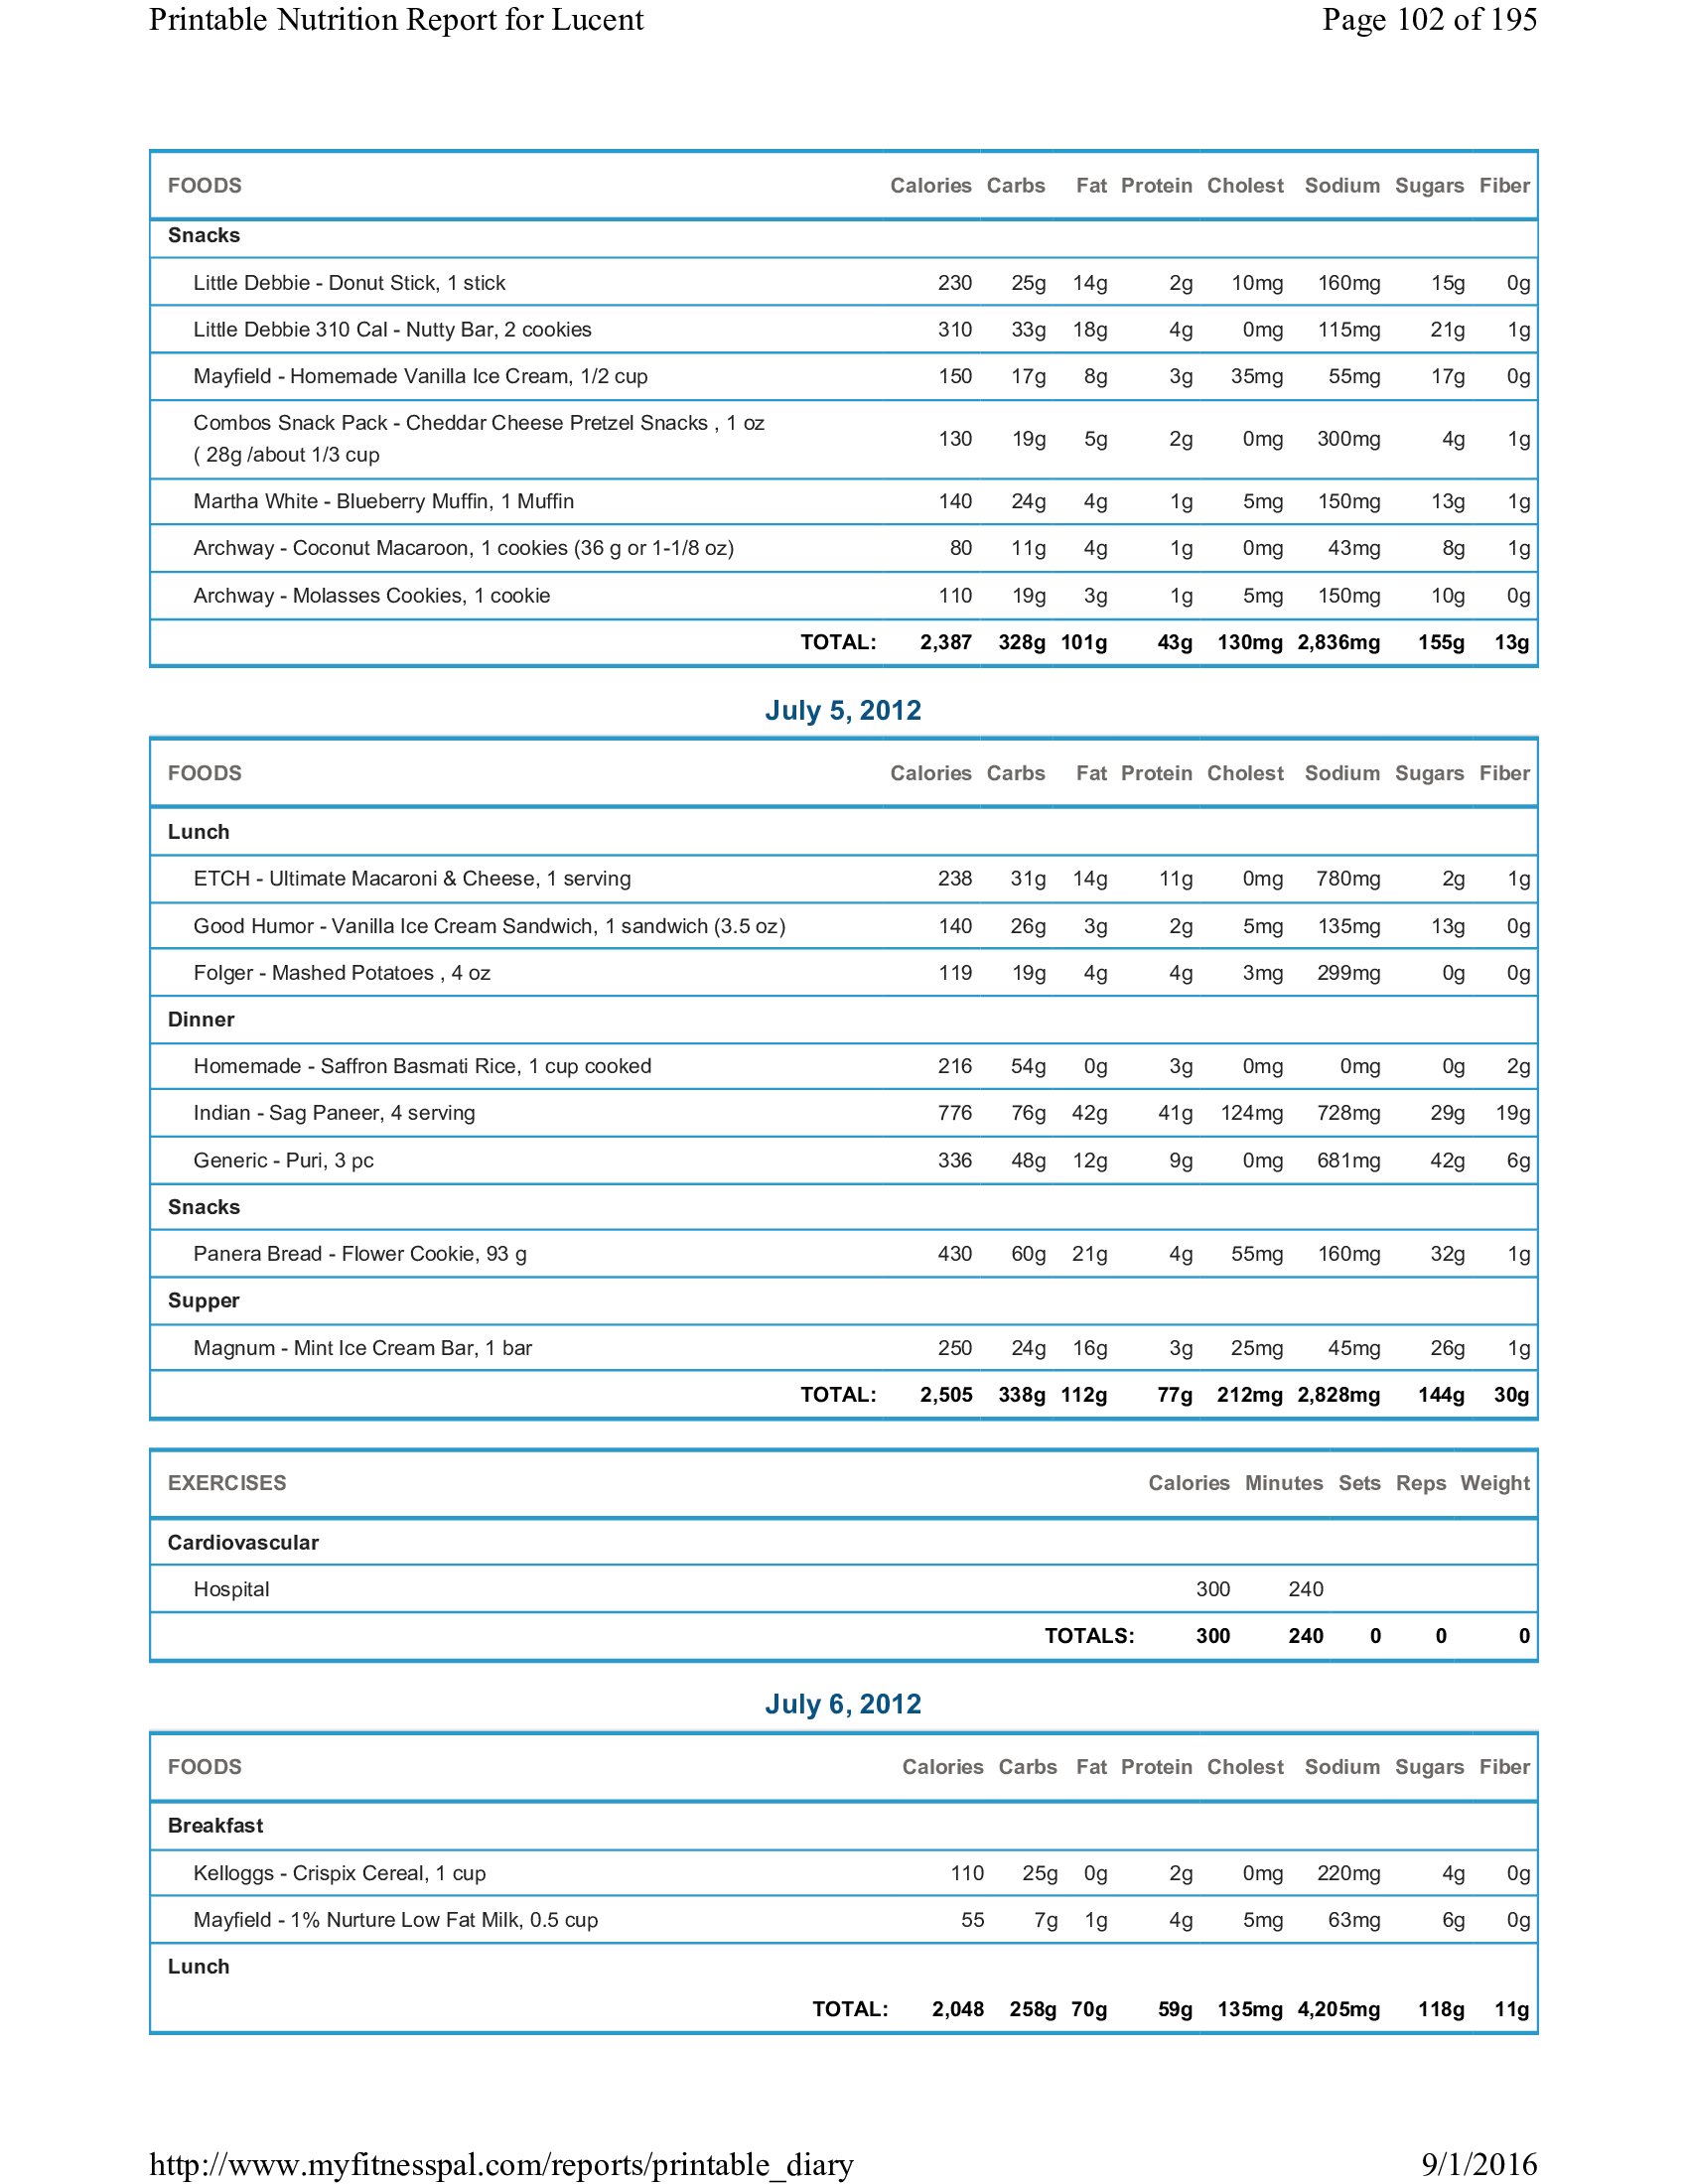 Printable Nutrition Report for Lucent Page 102 of 195
FOODS Calories Carbs Fat Protein Cholest Sodium Sugars Fiber
Snacks
Little Debbie - Donut Stick, 1 stick 230 25g 14g 2g 10mg 160mg 15g 0g
Little Debbie 310 Cal - Nutty Bar, 2 cookies 310 33g 18g 4g 0mg 115mg 21g 1g
Mayfield - Homemade Vanilla Ice Cream, 1/2 cup 150 17g 8g 3g 35mg 55mg 17g 0g
Combos Snack Pack - Cheddar Cheese Pretzel Snacks , 1 oz
( 28g /about 1/3 cup 130 19g 5g 2g 0mg 300mg 4g 1g
Martha White - Blueberry Muffin, 1 Muffin 140 24g 4g 1g 5mg 150mg 13g 1g
Archway - Coconut Macaroon, 1 cookies (36 g or 1-1/8 oz) 80 11g 4g 1g 0mg 43mg 8g 1g
Archway - Molasses Cookies, 1 cookie 110 19g 3g 1g 5mg 150mg 10g 0g
TOTAL: 2,387 328g 101g 43g 130mg 2,836mg 155g 13g
July 5, 2012
FOODS Calories Carbs Fat Protein Cholest Sodium Sugars Fiber
Lunch
ETCH - Ultimate Macaroni & Cheese, 1 serving 238 31g 14g 11g 0mg 780mg 2g 1g
Good Humor - Vanilla Ice Cream Sandwich, 1 sandwich (3.5 oz) 140 26g 3g 2g 5mg 135mg 13g 0g
Folger - Mashed Potatoes , 4 oz 119 19g 4g 4g 3mg 299mg 0g 0g
Dinner
Homemade - Saffron Basmati Rice, 1 cup cooked 216 54g 0g 3g 0mg 0mg 0g 2g
Indian - Sag Paneer, 4 serving 776 76g 42g 41g 124mg 728mg 29g 19g
Generic - Puri, 3 pc 336 48g 12g 9g 0mg 681mg 42g 6g
Snacks
Panera Bread - Flower Cookie, 93 g 430 60g 21g 4g 55mg 160mg 32g 1g
Supper
Magnum - Mint Ice Cream Bar, 1 bar 250 24g 16g 3g 25mg 45mg 26g 1g
TOTAL: 2,505 338g 112g 77g 212mg 2,828mg 144g 30g
EXERCISES Calories Minutes Sets Reps Weight
Cardiovascular
Hospital 300 240
TOTALS: 300 240 0 0 0
July 6, 2012
FOODS Calories Carbs Fat Protein Cholest Sodium Sugars Fiber
Breakfast
Kelloggs - Crispix Cereal, 1 cup 110 25g 0g 2g 0mg 220mg 4g 0g
Mayfield - 1% Nurture Low Fat Milk, 0.5 cup 55 7g 1g 4g 5mg 63mg 6g 0g
Lunch
TOTAL: 2,048 258g 70g 59g 135mg 4,205mg 118g 11g
http://www.myfitnesspal.com/reports/printable_diary 9/1/2016